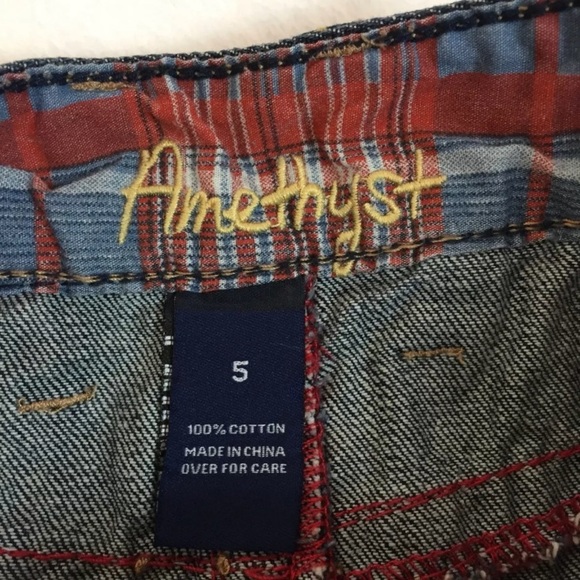 Amethyst
5
100% COTTON
MADE IN CHINA
OVER FOR CARE